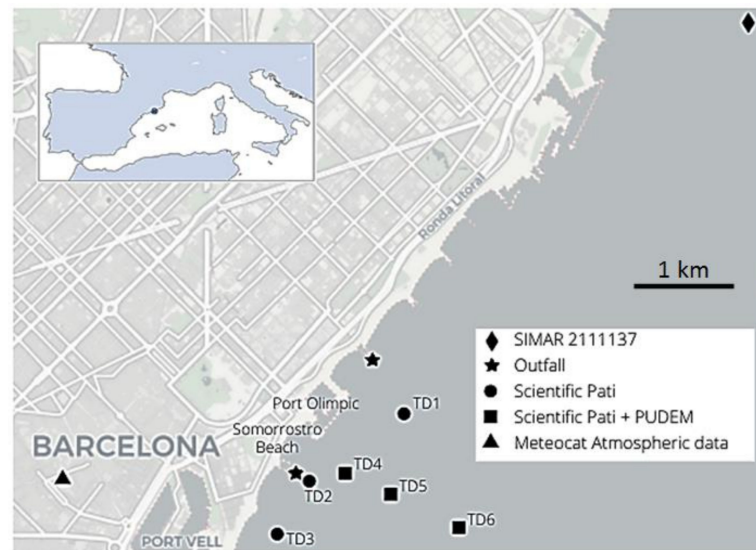 Ronda Litoral
1 km
SIMAR 2111137
Outfall
Scientific Pati
Scientific Pati + PUDEM
Meteocat Atmospheric data
Port Olimpic
TD1
Somorrostro
Beach
BARCELONA
TD4
TD2
TD5
TD6
TD3
PORT VELL